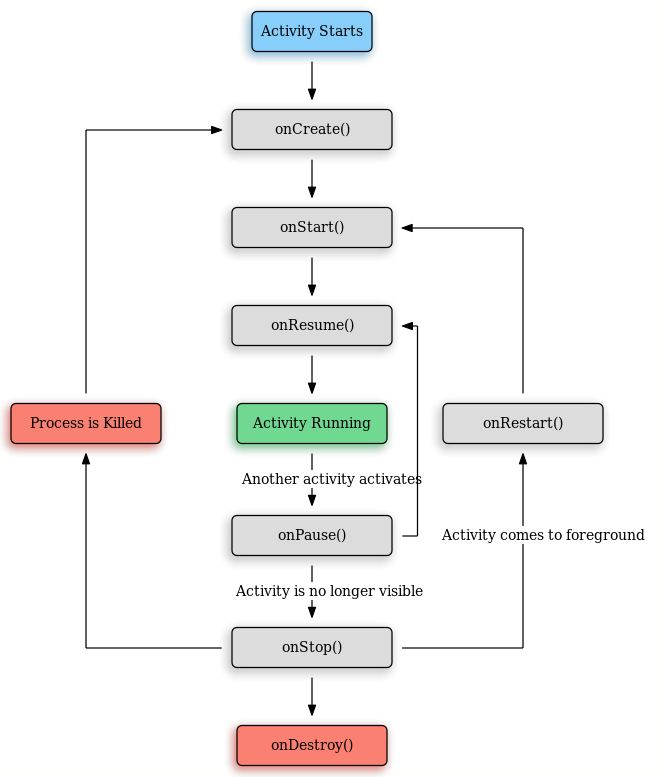 Activity Starts
onCreate()
onStart()
onResume()
Process is Killed
Activity Running
onRestart()
Another activity activates
onPause()
Activity comes to foreground
Activity is no longer visible
onStop()
onDestroy()